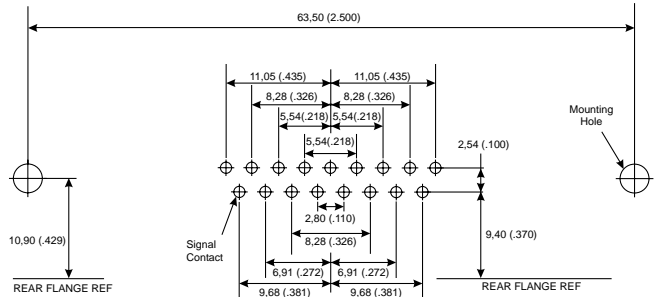 63,50 (2.500)
11,05 (.435) 11,05 (.435)
8,28 (.326) 8,28 (.326)
5,54(.218) 5,54(.218)
5,54(.218)
Mounting
Hole
2,54 (.100)
2,80 (.110)
Signal
Contact
8,28 (.326)
10,90 (.429)
9,40 (.370)
6,91 (.272) 6,91 (.272)
REAR FLANGE REF
REAR FLANGE REF
9,68 (.381) 9,68 (.381)